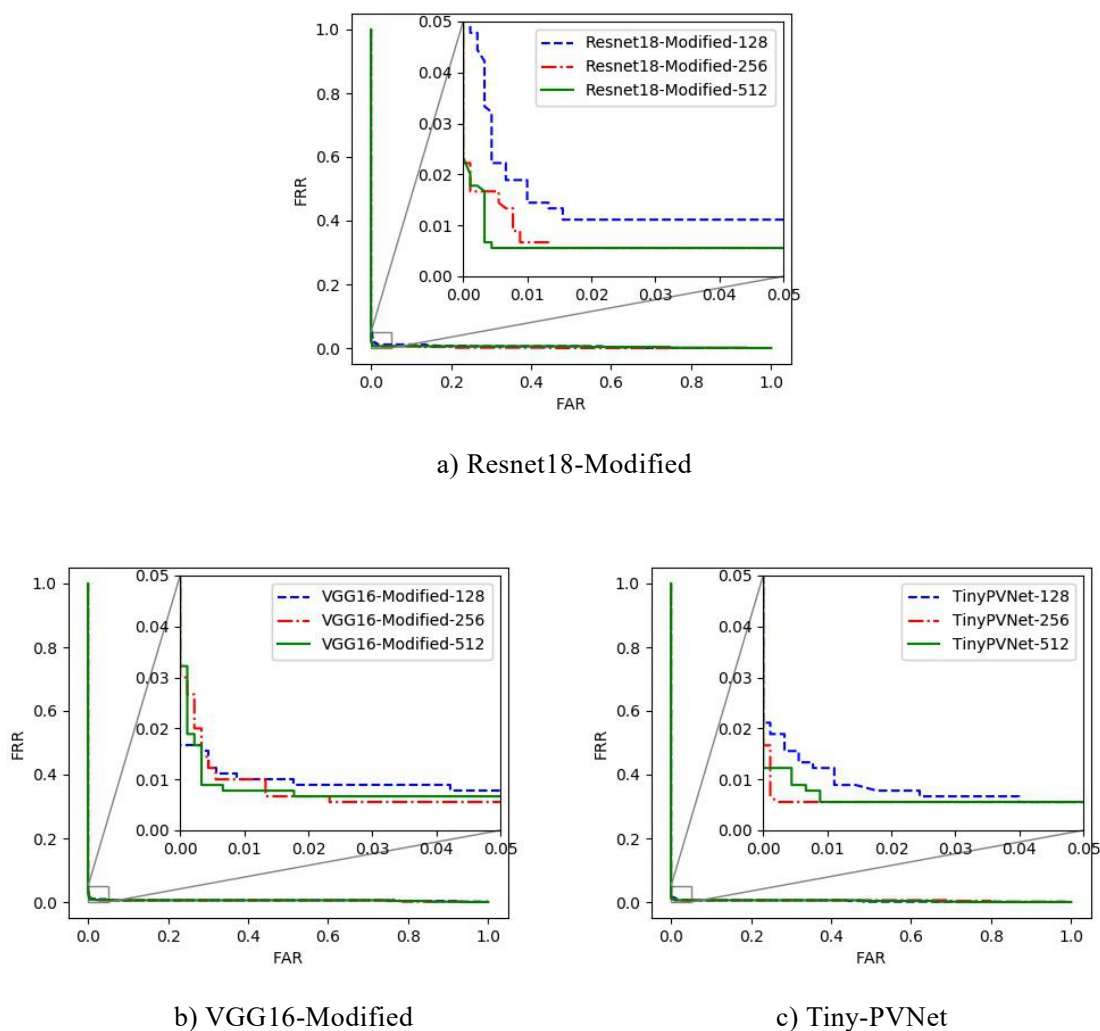 1.0
0.8
0.6
0.4
0.2
0.0
FRR
0.0 0.2 0.4 0.6 0.8 1.0
FAR
0.05
0.04
0.03
0.02
0.01
0.00
0.00 0.01 0.02 0.03 0.04 0.05
Resnet18-Modified-128
Resnet18-Modified-256
Resnet18-Modified-512
a) Resnet18-Modified
1.0
0.8
0.6
0.4
0.2
0.0
FRR
0.0 0.2 0.4 0.6 0.8 1.0
FAR
0.05
0.04
0.03
0.02
0.01
0.00
0.00 0.01 0.02 0.03 0.04 0.05
VGG16-Modified-128
VGG16-Modified-256
VGG16-Modified-512
b) VGG16-Modified
1.0
0.8
0.6
0.4
0.2
0.0
FRR
0.0 0.2 0.4 0.6 0.8 1.0
FAR
0.05
0.04
0.03
0.02
0.01
0.00
0.00 0.01 0.02 0.03 0.04 0.05
TinyPVNet-128
TinyPVNet-256
TinyPVNet-512
c) Tiny-PVNet